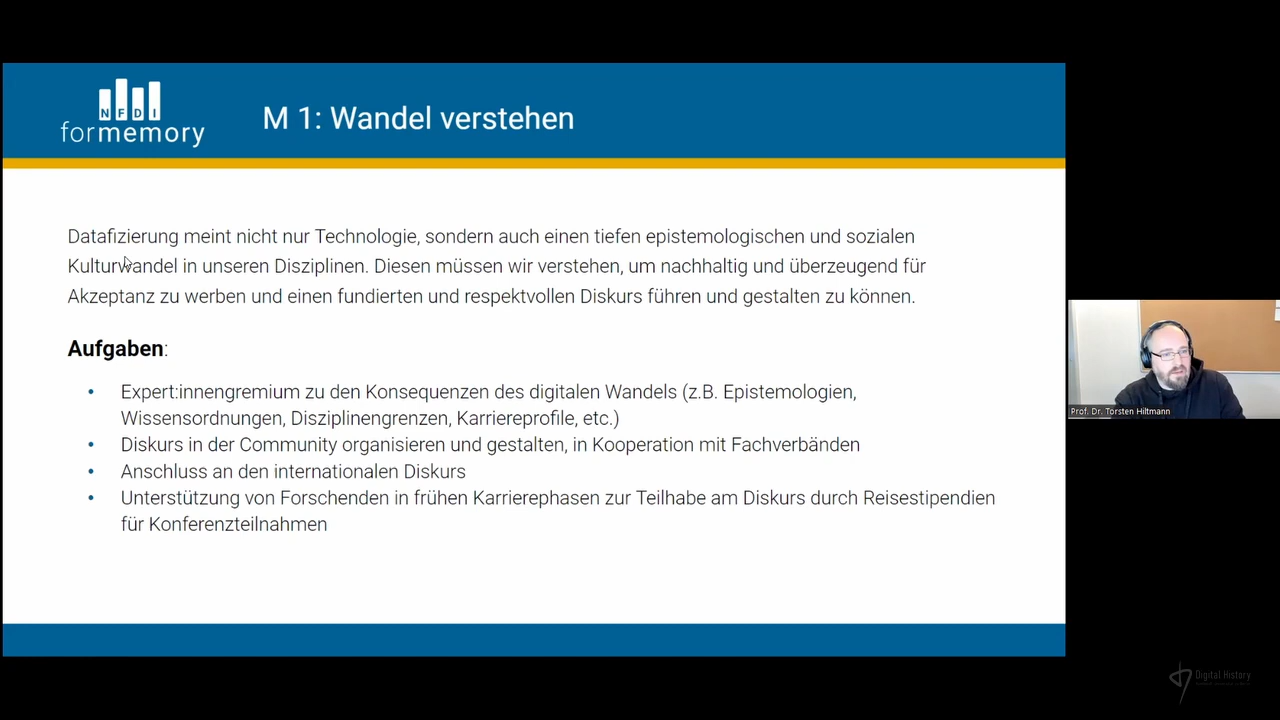 NFDI
formemory
M 1: Wandel verstehen
Datafizierung meint nicht nur Technologie, sondern auch einen tiefen epistemologischen und sozialen
Kulturwandel in unseren Disziplinen. Diesen müssen wir verstehen, um nachhaltig und überzeugend für
Akzeptanz zu werben und einen fundierten und respektvollen Diskurs führen und gestalten zu können.
Aufgaben:
• Expert:innengremium zu den Konsequenzen des digitalen Wandels (z.B. Epistemologien,
Wissensordnungen, Disziplinengrenzen, Karriereprofile, etc.)
• Diskurs in der Community organisieren und gestalten, in Kooperation mit Fachverbänden
• Anschluss an den internationalen Diskurs
• Unterstützung von Forschenden in frühen Karrierephasen zur Teilhabe am Diskurs durch Reisestipendien
für Konferenzteilnahmen
Prof. Dr. Torsten Hiltmann
Digital History